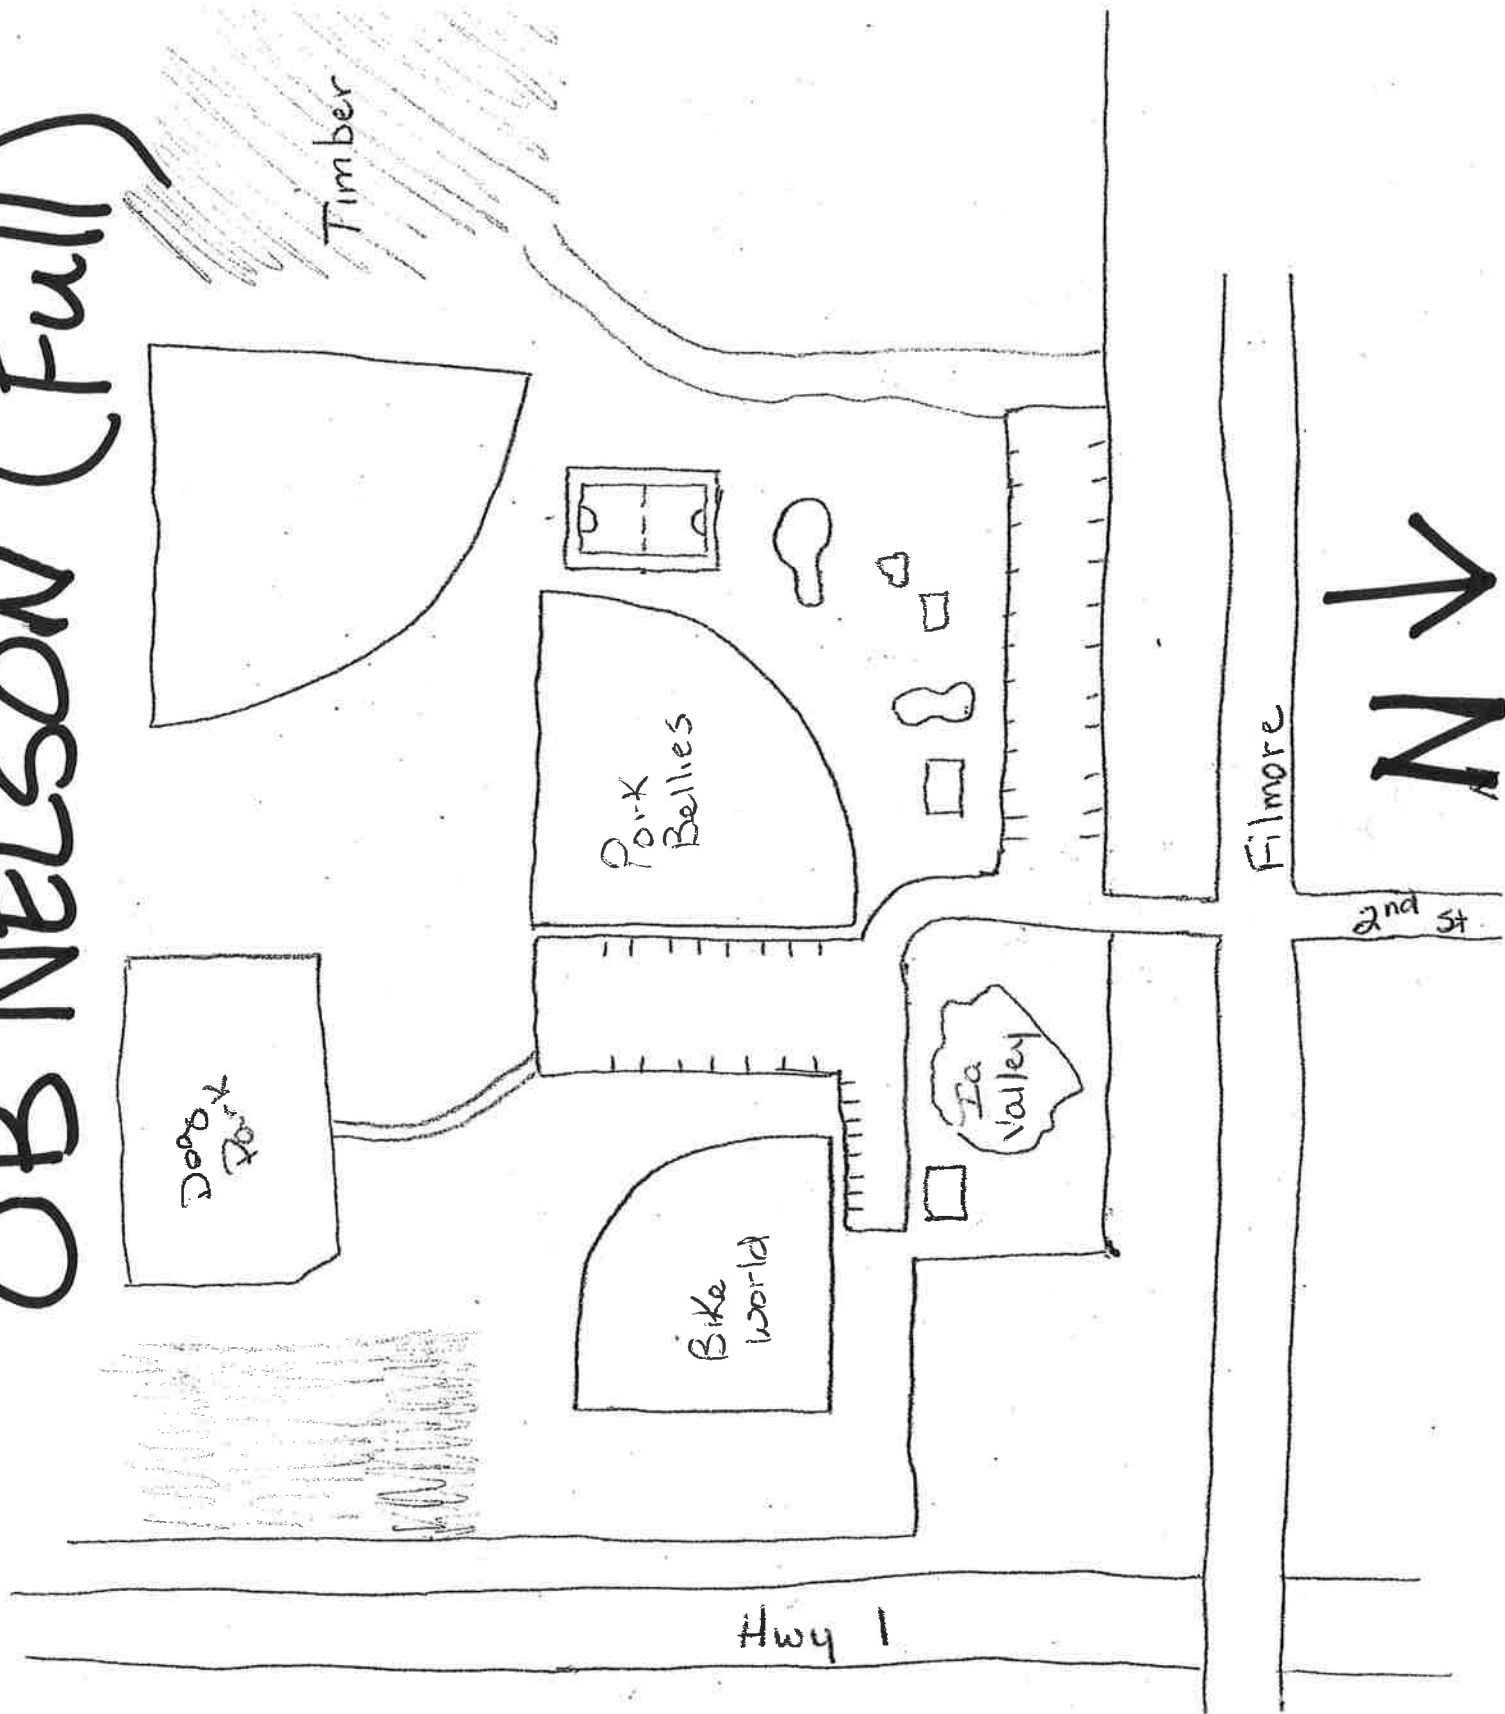 OB NELSON (Full)
Timber
Dog
Park
Pork
Bellies
Bike
World
Ia
Valley
Filmore
2nd St.
Hwy 1
N